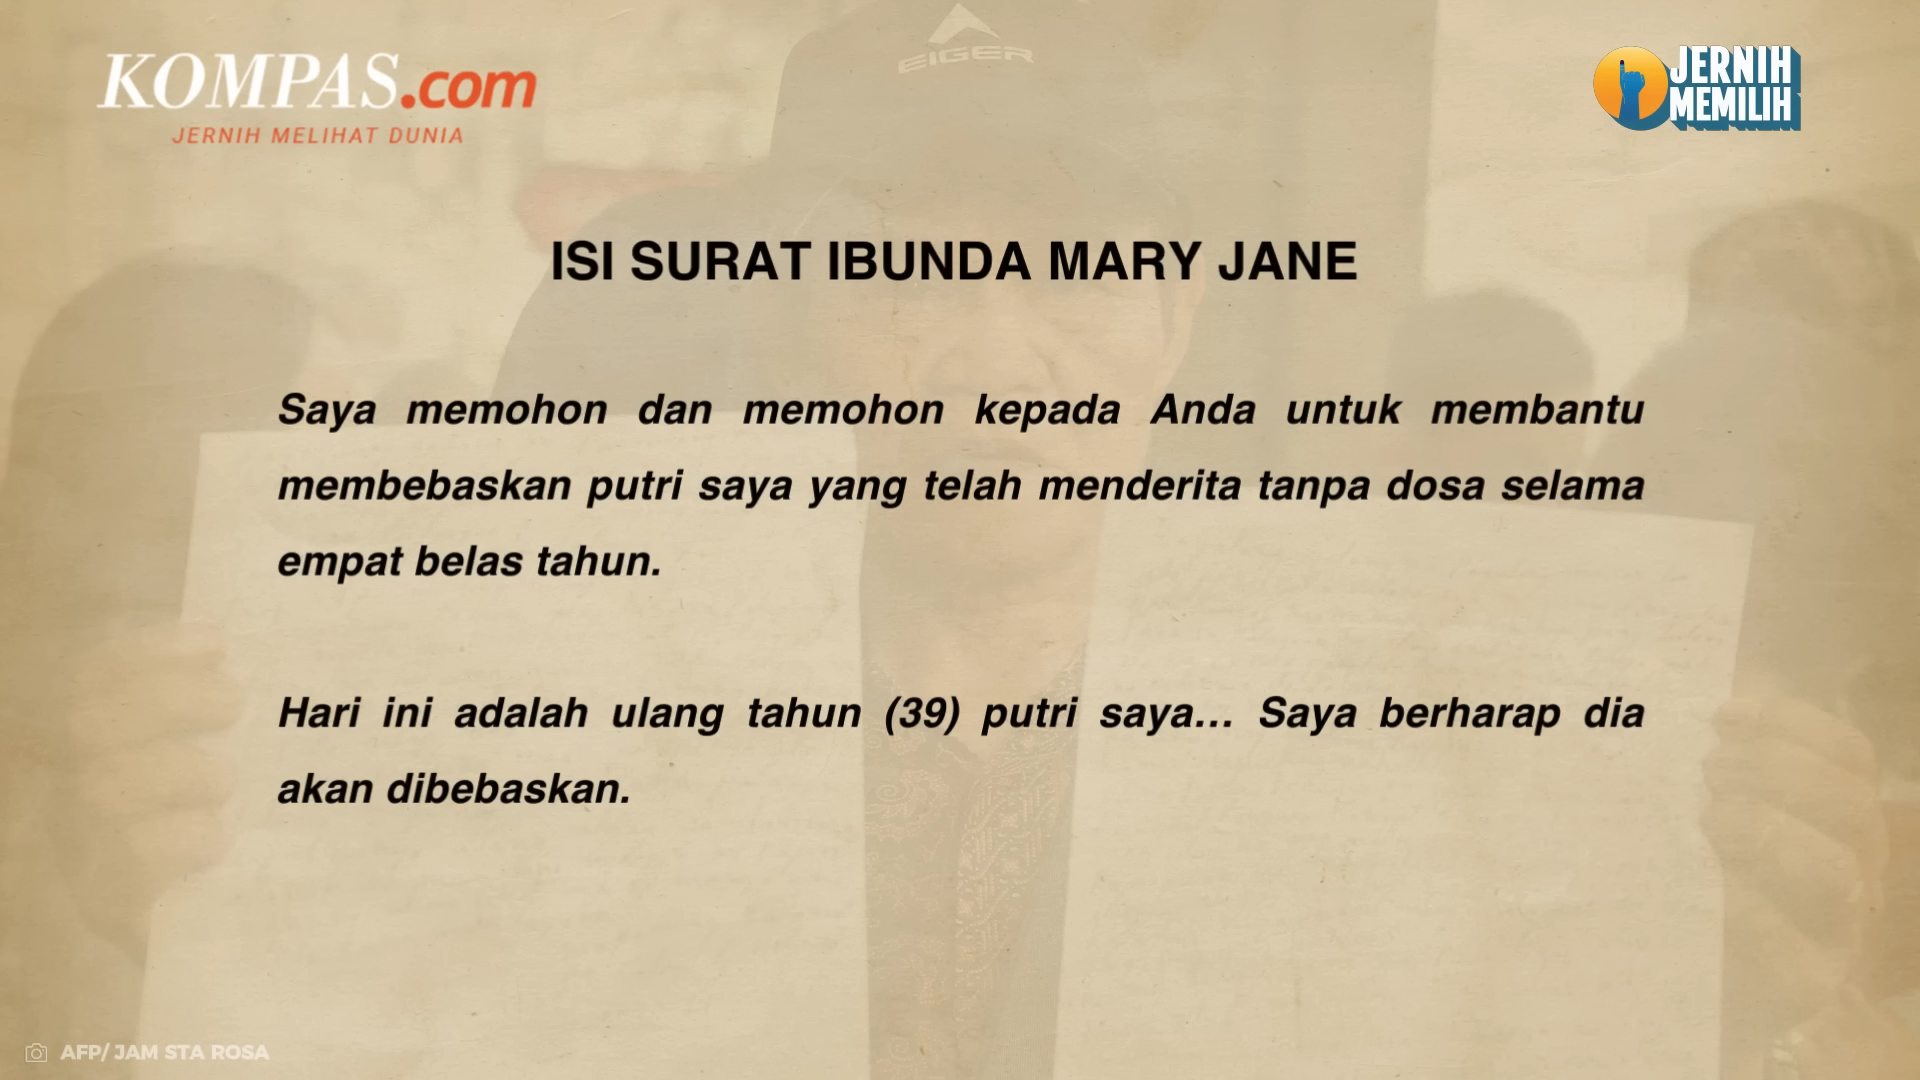 EIGER
KOMPAS.com
JERNIH MELIHAT DUNIA
JERNIH
MEMILIH
ISI SURAT IBUNDA MARY JANE
Saya memohon dan memohon kepada Anda untuk membantu
membebaskan putri saya yang telah menderita tanpa dosa selama
empat belas tahun.
Hari ini adalah ulang tahun (39) putri saya... Saya berharap dia
akan dibebaskan.
AFP/ JAM STA ROSA